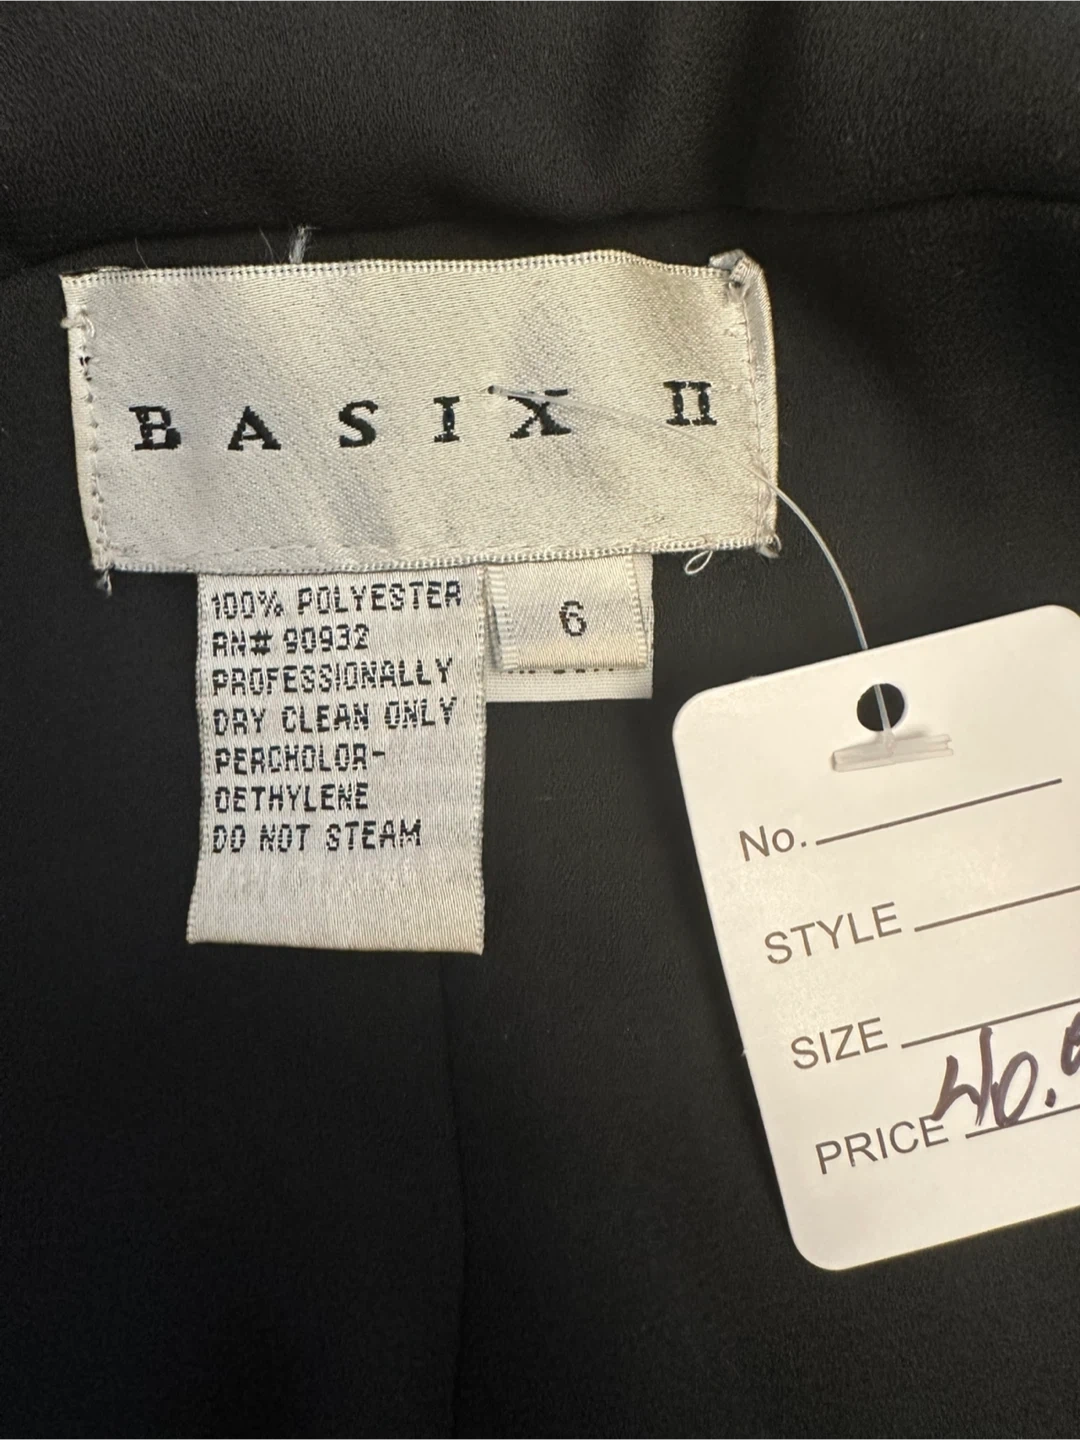 BASIX II
100% POLYESTER
RN# 90932
PROFESSIONALLY
DRY CLEAN ONLY
PERCHOLOR-
OETHYLENE
DO NOT STEAM
6
No.
STYLE
SIZE
PRICE 40.